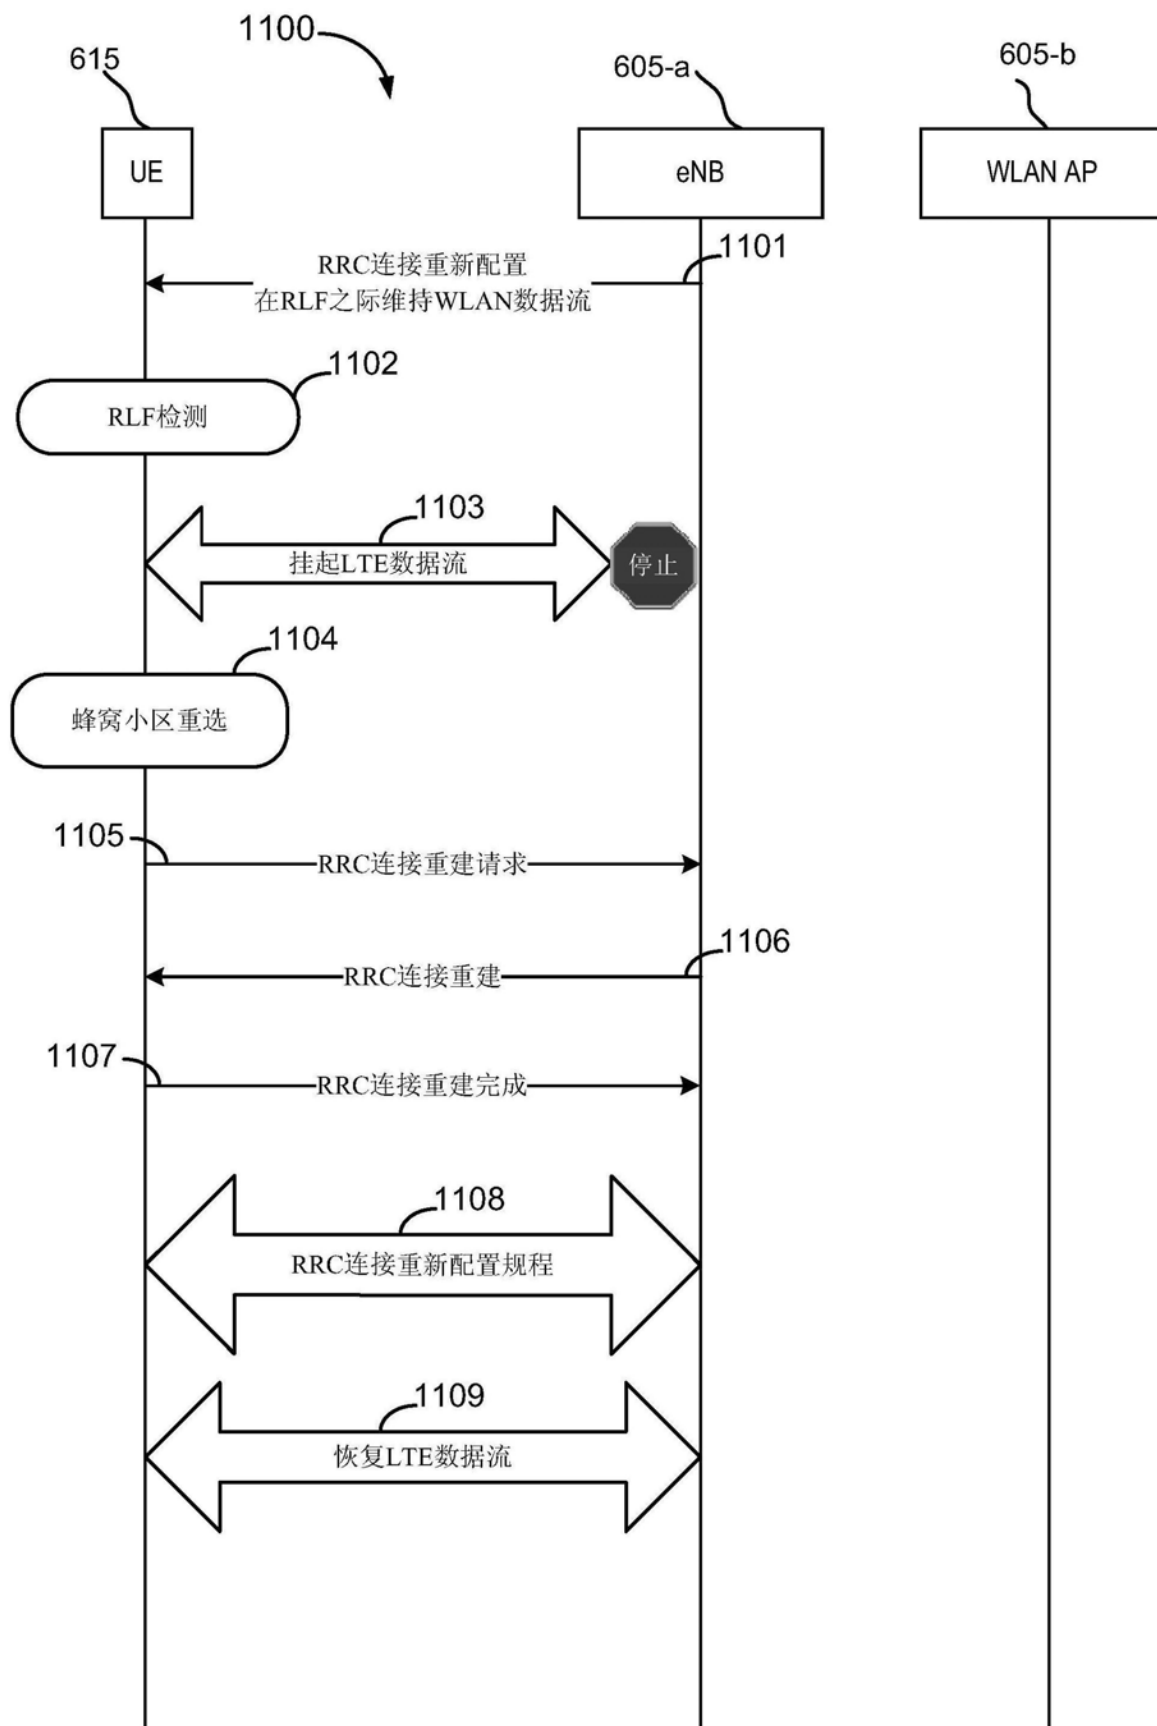 1100
615
605-a
605-b
UE
eNB
WLAN AP
1101
RRC连接重新配置
在RLF之际维持WLAN数据流
1102
RLF检测
1103
挂起LTE数据流
停止
1104
蜂窝小区重选
1105
RRC连接重建请求
1106
RRC连接重建
1107
RRC连接重建完成
1108
RRC连接重新配置规程
1109
恢复LTE数据流